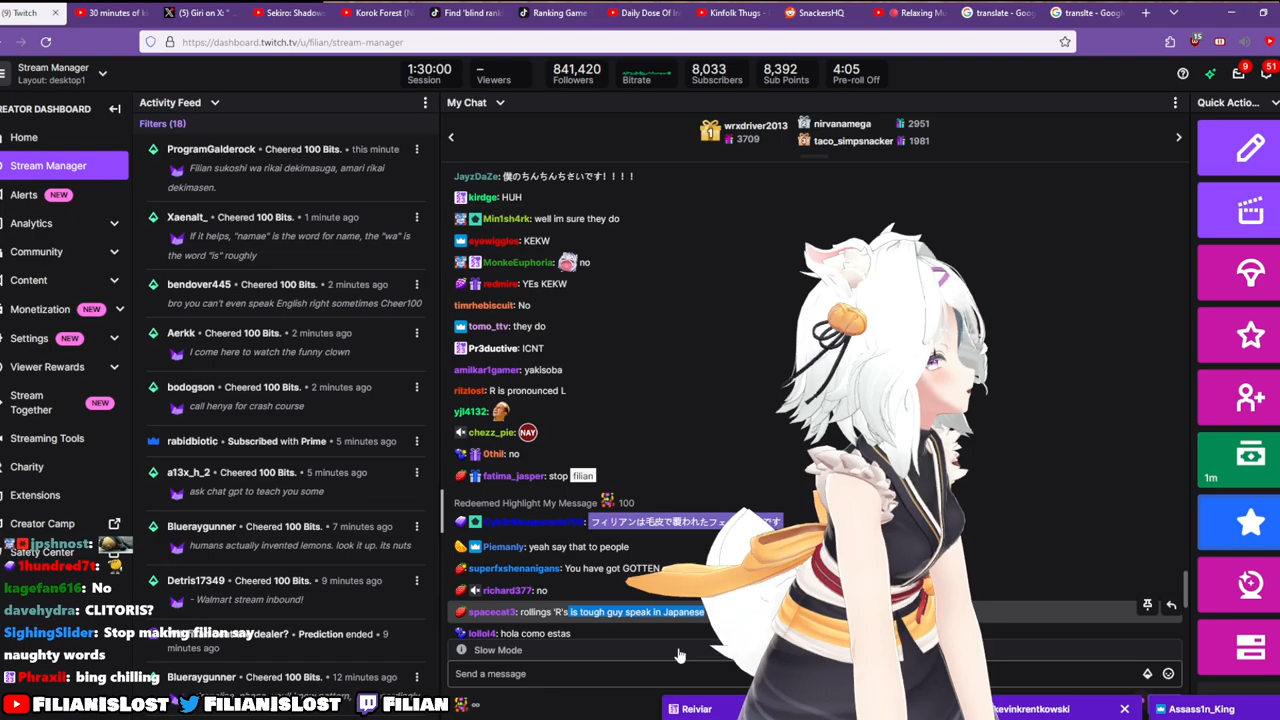 (9) Twitch
30 minutes of k
(5) Giri on X: "
Sekiro: Shadow
Korok Forest (N
Find 'blind rank
Ranking Game
Daily Dose Of In
Kinfolk Thugs -
SnackersHQ
Relaxing Mu
translate - Goo
translte - Goog
https://dashboard.twitch.tv/u/filian/stream-manager
15
Stream Manager
Layout: desktop1
1:30:00
Session
–
Viewers
841,420
Followers
Bitrate
8,033
Subscribers
8,392
Sub Points
4:05
Pre-roll Off
9
51
CREATOR DASHBOARD
Home
Stream Manager
Alerts NEW
Analytics
Community
Content
Monetization NEW
Settings NEW
Viewer Rewards
Stream Together NEW
Streaming Tools
Charity
Extensions
Creator Camp
Safety Center
Activity Feed
Filters (18)
ProgramGalderock • Cheered 100 Bits. • this minute
Filian sukoshi wa rikai dekimasuga, amari rikai
dekimasen.
Xaenalt_ • Cheered 100 Bits. • 1 minute ago
If it helps, "namae" is the word for name, the "wa" is
the word "is" roughly
bendover445 • Cheered 100 Bits. • 2 minutes ago
bro you can't even speak English right sometimes Cheer100
Aerkk • Cheered 100 Bits. • 2 minutes ago
I come here to watch the funny clown
bodogson • Cheered 100 Bits. • 2 minutes ago
call henya for crash course
rabidbiotic • Subscribed with Prime • 5 minutes ago
a13x_h_2 • Cheered 100 Bits. • 5 minutes ago
ask chat gpt to teach you some
Blueraygunner • Cheered 100 Bits. • 7 minutes ago
humans actually invented lemons. look it up. its nuts
Detris17349 • Cheered 100 Bits. • 9 minutes ago
- Walmart stream inbound!
dealer? • Prediction ended • 9
minutes ago
Blueraygunner • Cheered 100 Bits. • 12 minutes ago
My Chat
1 wrxdriver2013
3709
2 nirvanamega 2951
3 taco_simpsnacker 1981
JayzDaZe: 僕のちんちんちさいです！！！！
kirdge: HUH
Min1sh4rk: well im sure they do
eyewiggles: KEKW
MonkeEuphoria: no
redmire: YEs KEKW
timrhebiscuit: No
tomo_ttv: they do
Pr3ductive: ICNT
amilkar1gamer: yakisoba
rilzlost: R is pronounced L
yjl4132:
chezz_pie: NAY
0thil: no
fatima_jasper: stop filian
Redeemed Highlight My Message 100
フィリアンは毛皮で覆われたフェ
です
Piemanly: yeah say that to people
superfxshenanigans: You have got GOTTEN
richard377: no
spacecat3: rollings 'R's is tough guy speak in Japanese
lollol4: hola como estas
Slow Mode
Send a message
Quick Actio...
1m
jpshnost:
1hundred7t:
kagefan616: No
davehydra: CLITORIS?
SighingSlider: Stop making filian say
naughty words
Phraxll: bing chilling
FILIANISLOST
FILIANISLOST
FILIAN
Reiviar
kevinkrentkowski
Assass1n_King